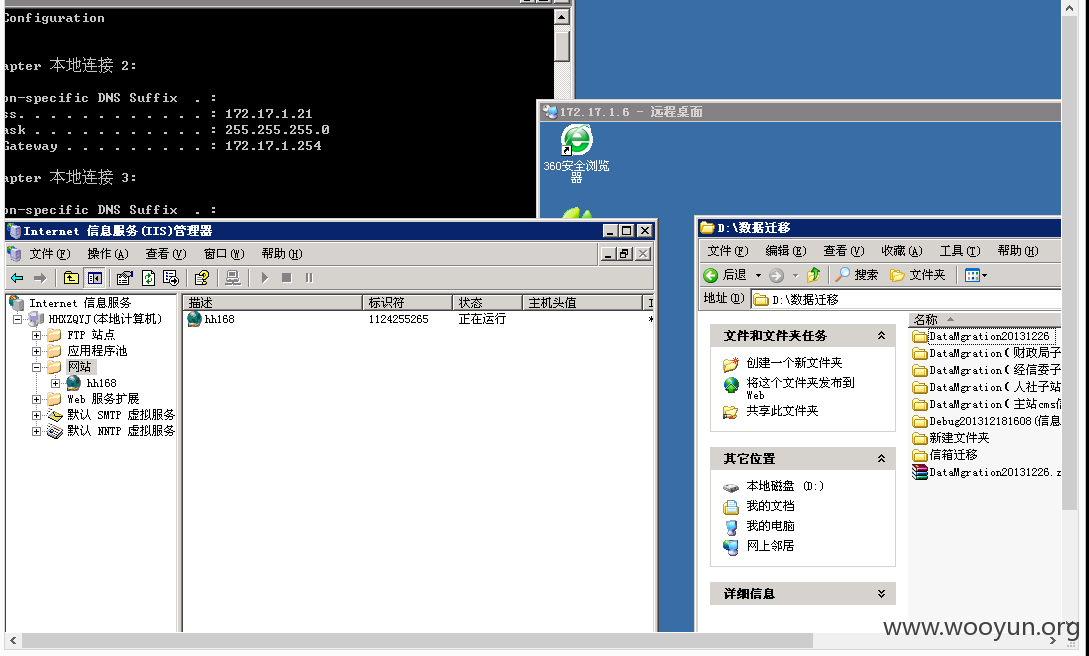 Configuration
apter 本地连接 2:
on-specific DNS Suffix . :
ss. . . . . . . . . . . . : 172.17.1.21
ask . . . . . . . . . . . : 255.255.255.0
Gateway . . . . . . . . . : 172.17.1.254
apter 本地连接 3:
on-specific DNS Suffix . :
172.17.1.6 - 远程桌面
360安全浏览
器
Internet 信息服务(IIS)管理器
文件(F) 操作(A) 查看(V) 窗口(W) 帮助(H)
Internet 信息服务
HHXZQYJ(本地计算机)
FTP 站点
应用程序池
网站
hh168
Web 服务扩展
默认 SMTP 虚拟服务
默认 NNTP 虚拟服务
描述 标识符 状态 主机头值 I
hh168 1124255265 正在运行 *
D:\数据迁移
文件(F) 编辑(E) 查看(V) 收藏(A) 工具(T) 帮助(H)
后退 搜索 文件夹
地址(D) D:\数据迁移
文件和文件夹任务
创建一个新文件夹
将这个文件夹发布到
Web
共享此文件夹
其它位置
本地磁盘 (D:)
我的文档
我的电脑
网上邻居
详细信息
名称
DataMgration20131226
DataMgration(财政局子
DataMgration(经信委子
DataMgration(人社子站
DataMgration(主站cms信
Debug201312181608(信息
新建文件夹
信箱迁移
DataMgration20131226.z
www.wooyun.org